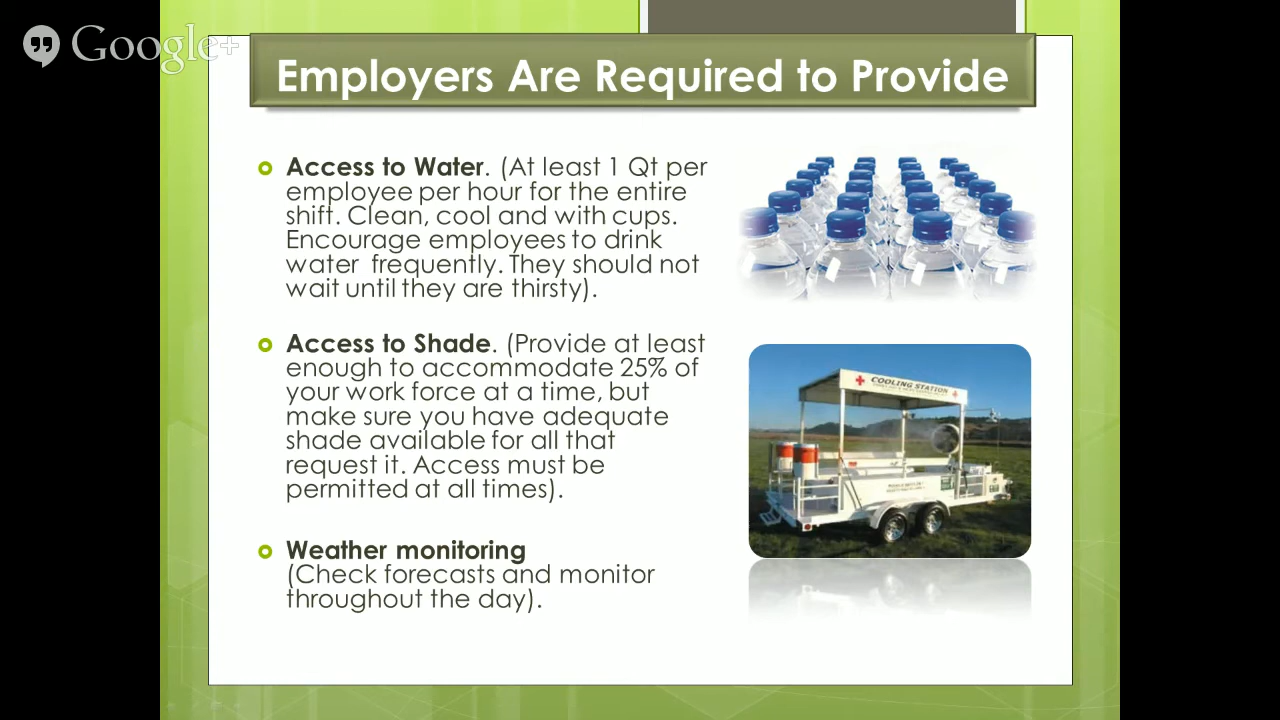 Google+
Employers Are Required to Provide
Access to Water. (At least 1 Qt per
employee per hour for the entire
shift. Clean, cool and with cups.
Encourage employees to drink
water frequently. They should not
wait until they are thirsty).
Access to Shade. (Provide at least
enough to accommodate 25% of
your work force at a time, but
make sure you have adequate
shade available for all that
request it. Access must be
permitted at all times).
Weather monitoring
(Check forecasts and monitor
throughout the day).
COOLING STATION